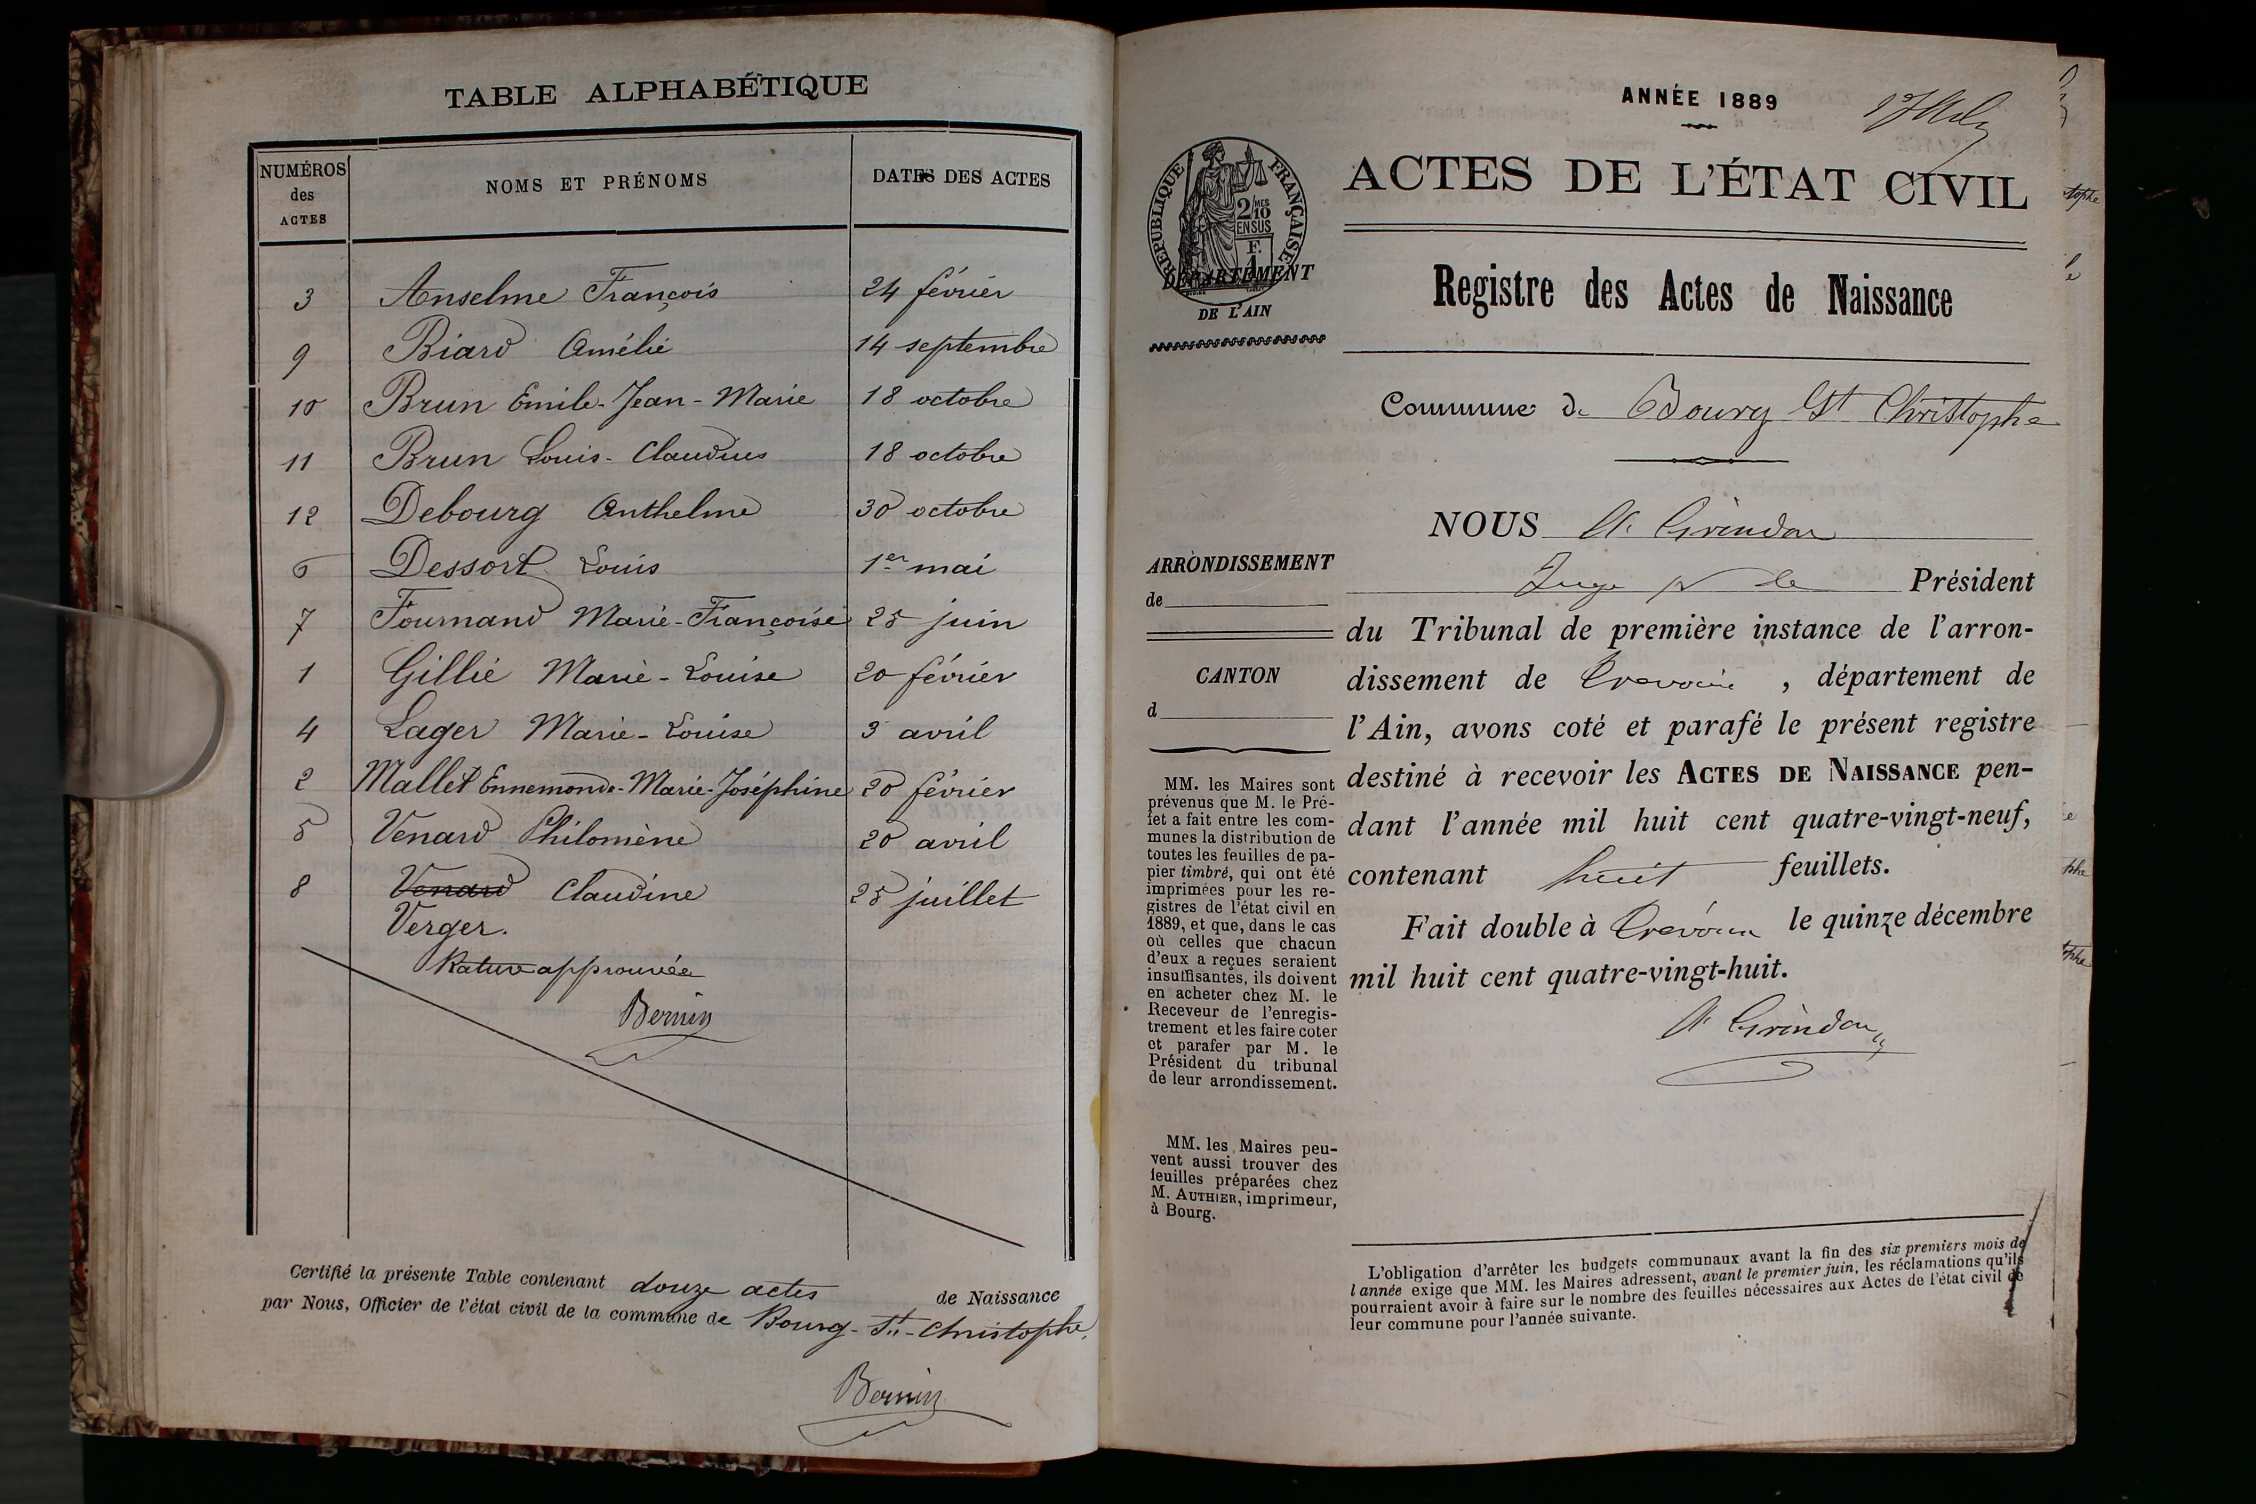 TABLE ALPHABÉTIQUE
NUMÉROS des ACTES
NOMS ET PRÉNOMS
DATES DES ACTES
3 Anselme François 24 février
9 Biard Amélie 14 septembre
10 Brun Emile-Jean-Marie 18 octobre
11 Brun Louis-Claudius 18 octobre
12 Debourg Anthelme 30 octobre
6 Dessort Louis 1er mai
7 Fournand Marie-Françoise 25 juin
1 Gillié Marie-Louise 20 février
4 Lager Marie-Louise 3 avril
2 Mallet Ennemonde-Marie-Joséphine 20 février
5 Venard Philomène 20 avril
8 Venard Claudine 25 juillet
Verger.
Rature approuvée
Bernin
Certifié la présente Table contenant douze actes de Naissance
par Nous, Officier de l'état civil de la commune de Bourg-St-Christophe.
Bernin
ANNÉE 1889
RÉPUBLIQUE FRANÇAISE
2/10 MES
EN SUS
F.
1
DÉPARTEMENT
DE L'AIN
ACTES DE L'ÉTAT CIVIL
Registre des Actes de Naissance
Commune de Bourg St Christophe
NOUS A. Grindon
Juge pr le Président
du Tribunal de première instance de l'arron-
dissement de Trévoux, département de
l'Ain, avons coté et parafé le présent registre
destiné à recevoir les ACTES DE NAISSANCE pen-
dant l'année mil huit cent quatre-vingt-neuf,
contenant huit feuillets.
Fait double à Trévoux le quinze décembre
mil huit cent quatre-vingt-huit.
A. Grindon
ARRONDISSEMENT
de
CANTON
d
MM. les Maires sont
prévenus que M. le Pré-
fet a fait entre les com-
munes la distribution de
toutes les feuilles de pa-
pier timbré, qui ont été
imprimées pour les re-
gistres de l'état civil en
1889, et que, dans le cas
où celles que chacun
d'eux a reçues seraient
insuffisantes, ils doivent
en acheter chez M. le
Receveur de l'enregis-
trement et les faire coter
et parafer par M. le
Président du tribunal
de leur arrondissement.
MM. les Maires peu-
vent aussi trouver des
feuilles préparées chez
M. AUTHIER, imprimeur,
à Bourg.
L'obligation d'arrêter les budgets communaux avant la fin des six premiers mois de
l'année exige que MM. les Maires adressent, avant le premier juin, les réclamations qu'ils
pourraient avoir à faire sur le nombre des feuilles nécessaires aux Actes de l'état civil de
leur commune pour l'année suivante.